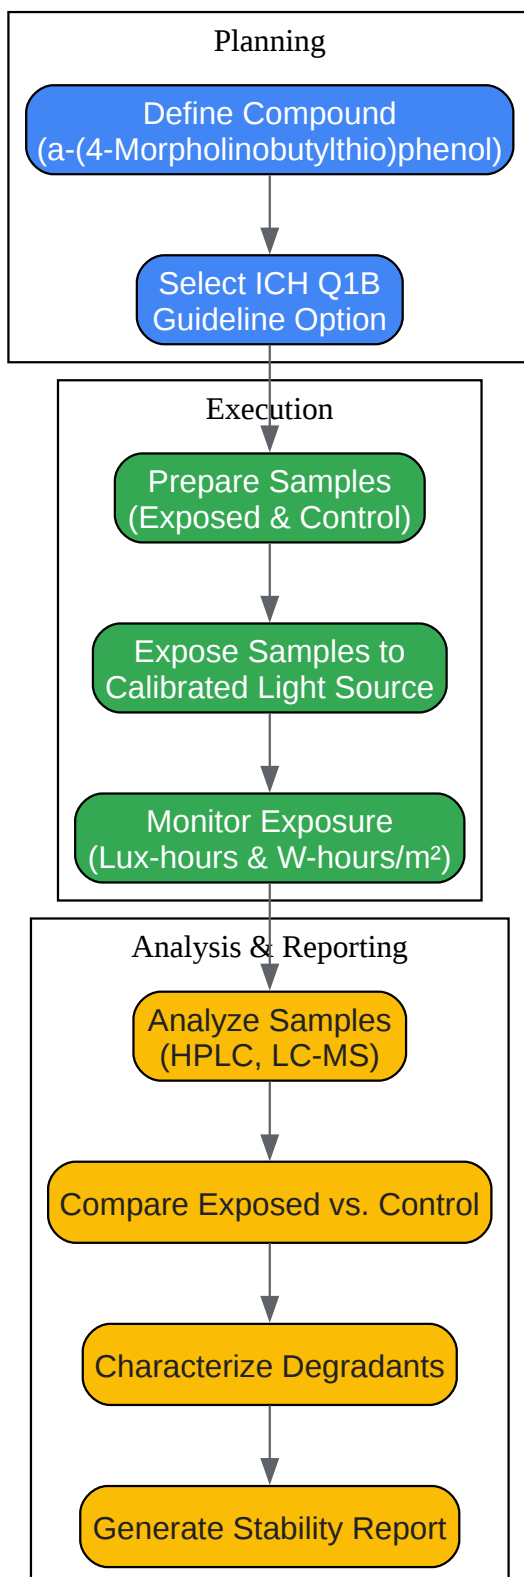 Planning
Define Compound
(a-(4-Morpholinobutylthio)phenol)
Select ICH Q1B
Guideline Option
Execution
Prepare Samples
(Exposed & Control)
Expose Samples to
Calibrated Light Source
Monitor Exposure
(Lux-hours & W-hours/m²)
Analysis & Reporting
Analyze Samples
(HPLC, LC-MS)
Compare Exposed vs. Control
Characterize Degradants
Generate Stability Report